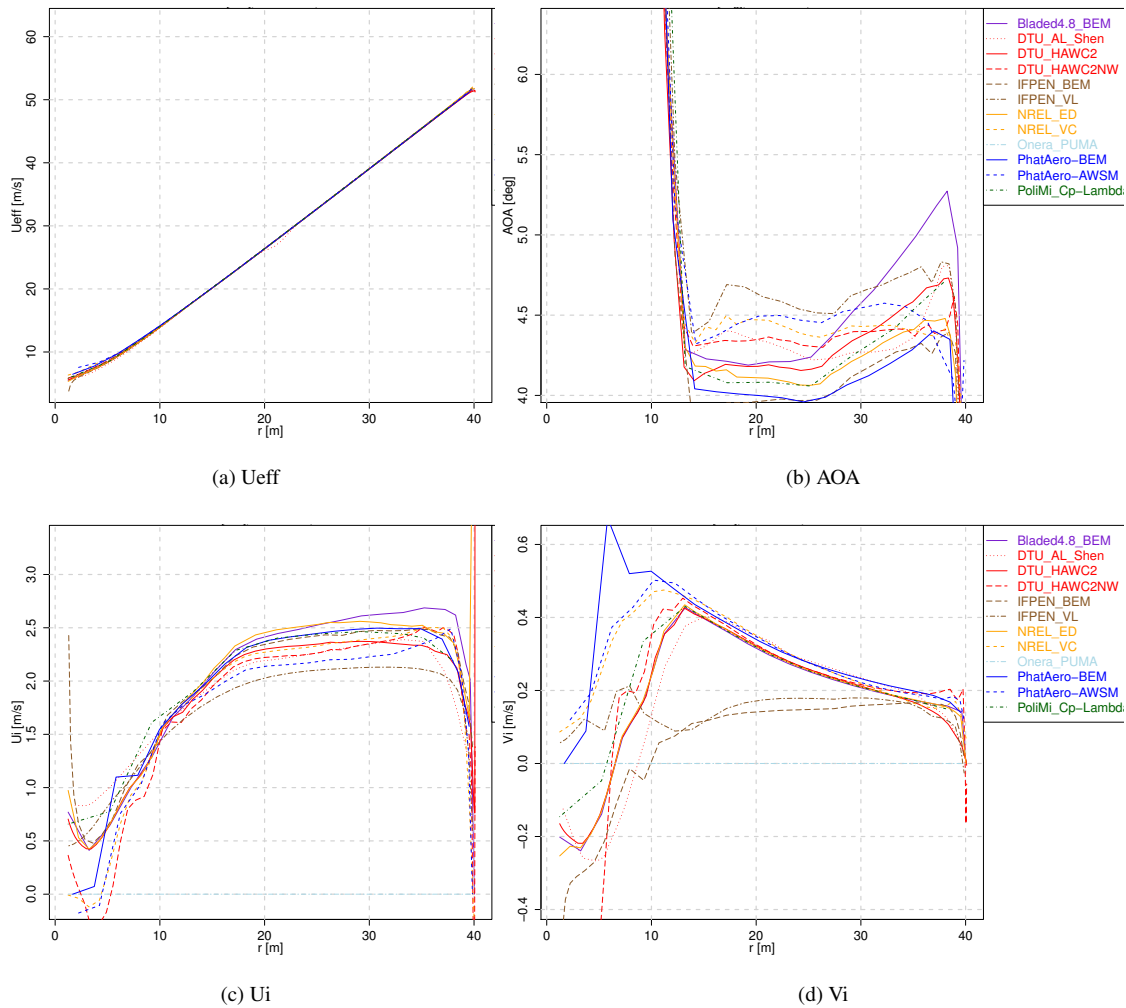 Ueff [m/s]
60
50
40
30
20
10
0 10 20 30 40
r [m]
(a) Ueff
AOA [deg]
6.0
5.5
5.0
4.5
4.0
0 10 20 30 40
r [m]
(b) AOA
Bladed4.8_BEM
DTU_AL_Shen
DTU_HAWC2
DTU_HAWC2NW
IFPEN_BEM
IFPEN_VL
NREL_ED
NREL_VC
Onera_PUMA
PhatAero-BEM
PhatAero-AWSM
PoliMi_Cp-Lambda
Ui [m/s]
3.0
2.5
2.0
1.5
1.0
0.5
0.0
0 10 20 30 40
r [m]
(c) Ui
Vi [m/s]
0.6
0.4
0.2
0.0
−0.2
−0.4
0 10 20 30 40
r [m]
(d) Vi
Bladed4.8_BEM
DTU_AL_Shen
DTU_HAWC2
DTU_HAWC2NW
IFPEN_BEM
IFPEN_VL
NREL_ED
NREL_VC
Onera_PUMA
PhatAero-BEM
PhatAero-AWSM
PoliMi_Cp-Lambda